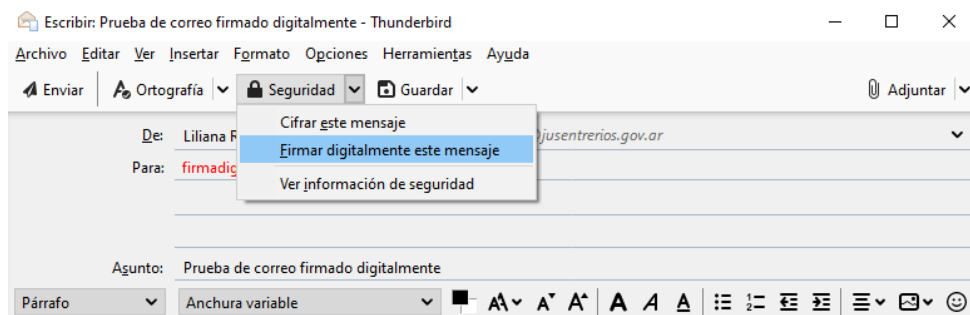 Escribir: Prueba de correo firmado digitalmente - Thunderbird
Archivo Editar Ver Insertar Formato Opciones Herramientas Ayuda
Enviar Ortografía Seguridad Guardar Adjuntar
Cifrar este mensaje
De: Liliana @jusentrerios.gov.ar
Firmar digitalmente este mensaje
Para:
Ver información de seguridad
Asunto: Prueba de correo firmado digitalmente
Párrafo Anchura variable